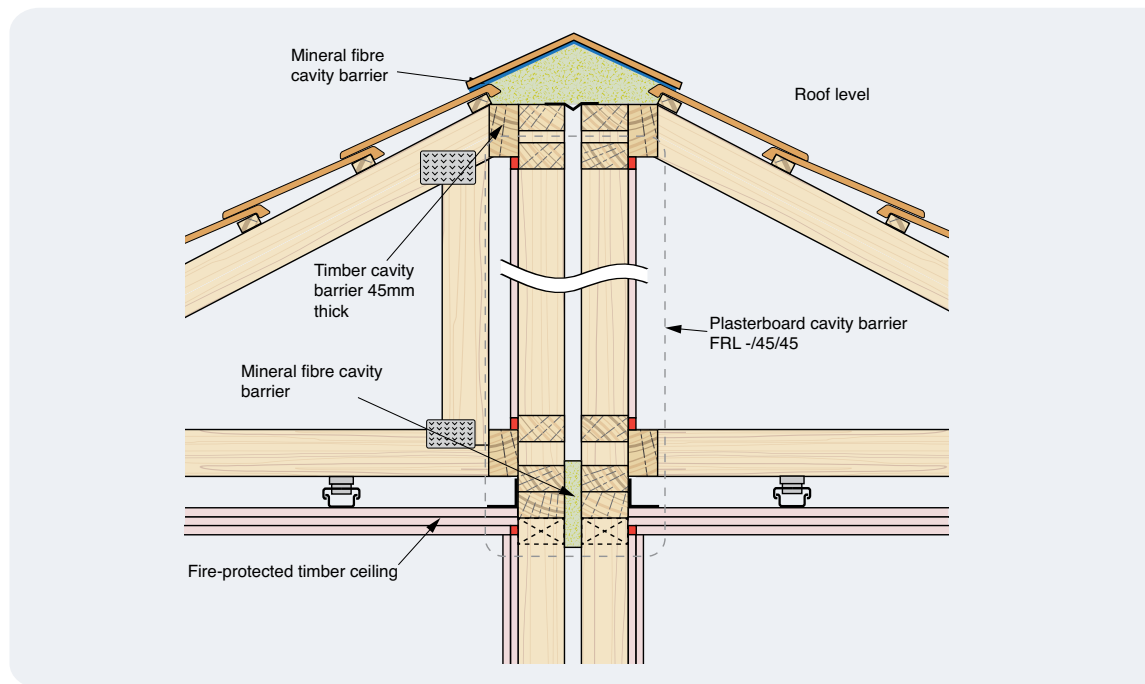 Mineral fibre
cavity barrier
Roof level
Timber cavity
barrier 45mm
thick
Plasterboard cavity barrier
FRL -/45/45
Mineral fibre cavity
barrier
Fire-protected timber ceiling